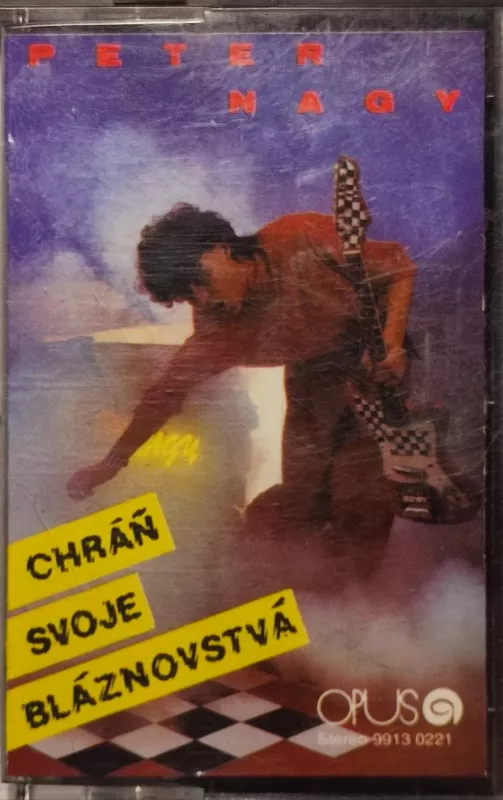 PETER
NAGY
nagy
CHRÁŇ
SVOJE
BLÁZNOVSTVÁ
OPUS
Stereo 9913 0221